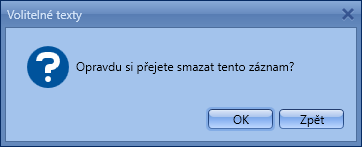 Volitelné texty
Opravdu si přejete smazat tento záznam?
OK
Zpět